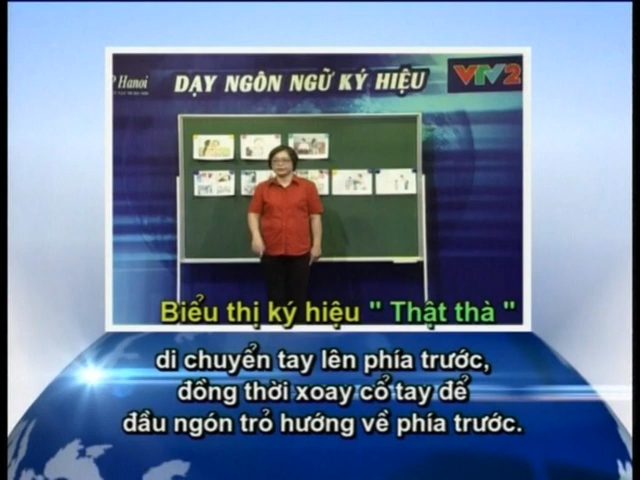 P Hanoi
DẠY NGÔN NGỮ KÝ HIỆU
VTV2
Biểu thị ký hiệu " Thật thà "
di chuyển tay lên phía trước,
đồng thời xoay cổ tay để
đầu ngón trỏ hướng về phía trước.